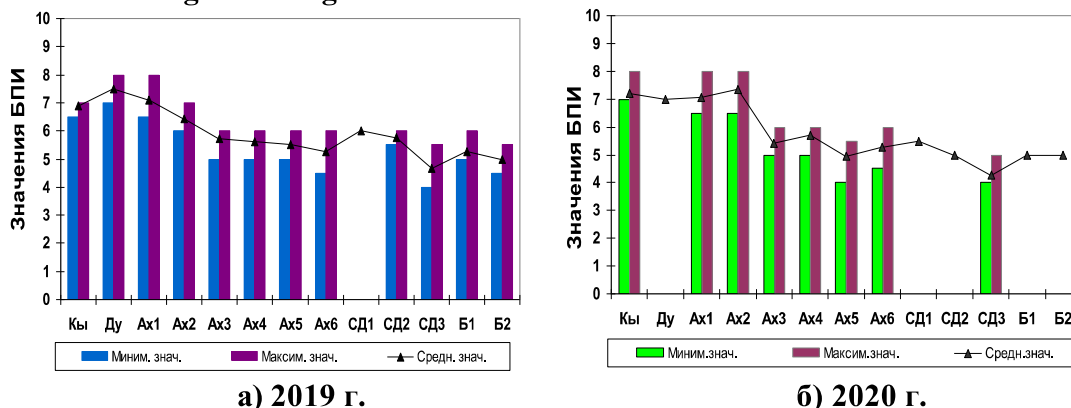 Значения БПИ
10
9
8
7
6
5
4
3
2
1
0
Кы Ду Ах1 Ах2 Ах3 Ах4 Ах5 Ах6 СД1 СД2 СД3 Б1 Б2
Миним. знач. Максим. знач. Средн. знач.
а) 2019 г.
Значения БПИ
10
9
8
7
6
5
4
3
2
1
0
Кы Ду Ах1 Ах2 Ах3 Ах4 Ах5 Ах6 СД1 СД2 СД3 Б1 Б2
Миним.знач. Максим.знач. Средн.знач.
б) 2020 г.